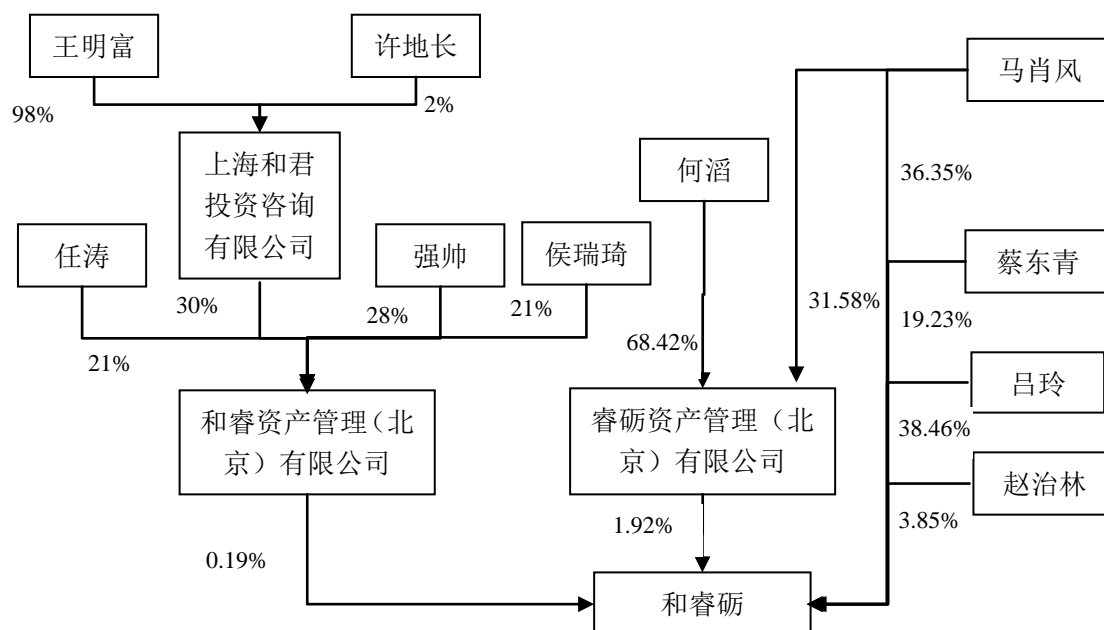 王明富
许地长
马肖风
98%
2%
上海和君
投资咨询
有限公司
何滔
36.35%
任涛
强帅
侯瑞琦
蔡东青
30%
28%
21%
31.58%
19.23%
21%
68.42%
吕玲
和睿资产管理（北
京）有限公司
睿砺资产管理（北
京）有限公司
38.46%
赵治林
1.92%
3.85%
0.19%
和睿砺